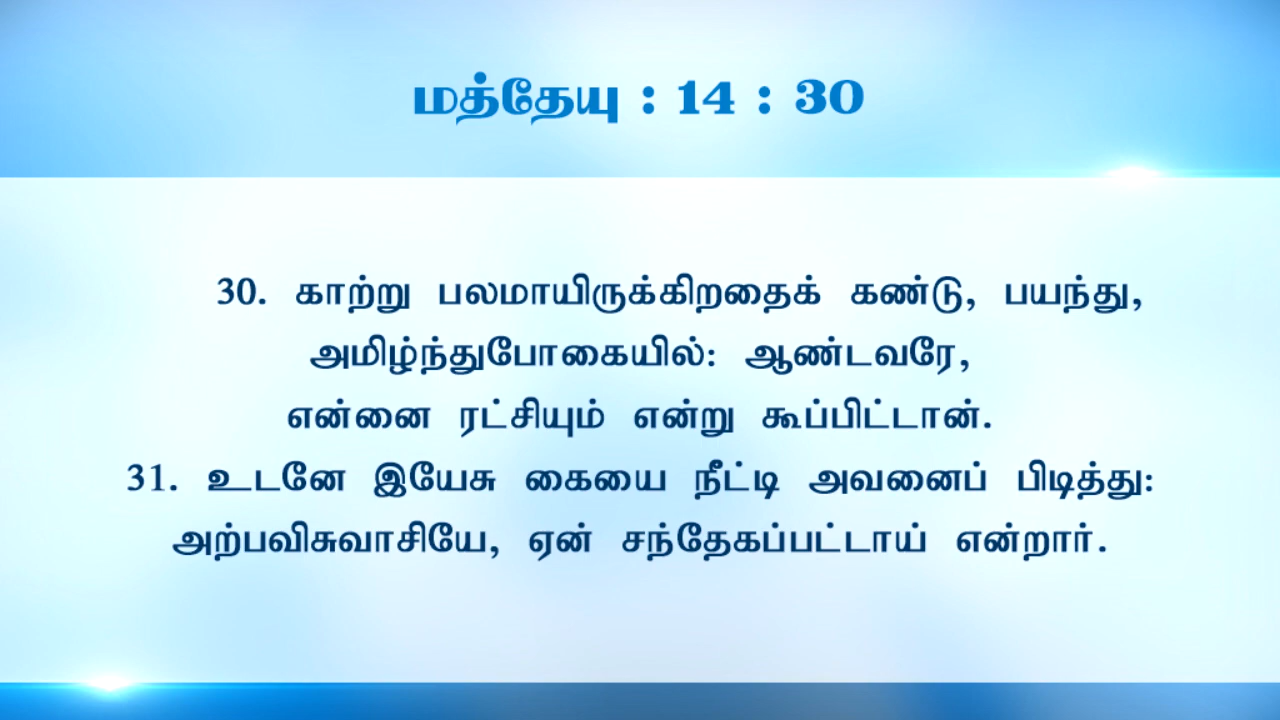 மத்தேயு : 14 : 30
30. காற்று பலமாயிருக்கிறதைக் கண்டு, பயந்து,
அமிழ்ந்துபோகையில்: ஆண்டவரே,
என்னை ரட்சியும் என்று கூப்பிட்டான்.
31. உடனே இயேசு கையை நீட்டி அவனைப் பிடித்து:
அற்பவிசுவாசியே, ஏன் சந்தேகப்பட்டாய் என்றார்.